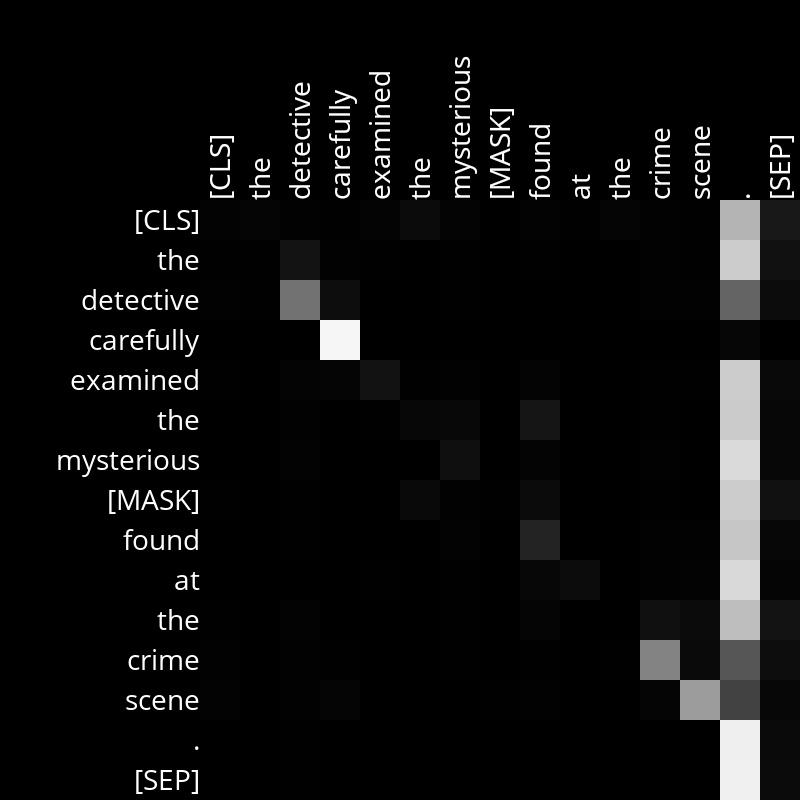 [CLS] the detective carefully examined the mysterious [MASK] found at the crime scene . [SEP]
[CLS]
the
detective
carefully
examined
the
mysterious
[MASK]
found
at
the
crime
scene
.
[SEP]